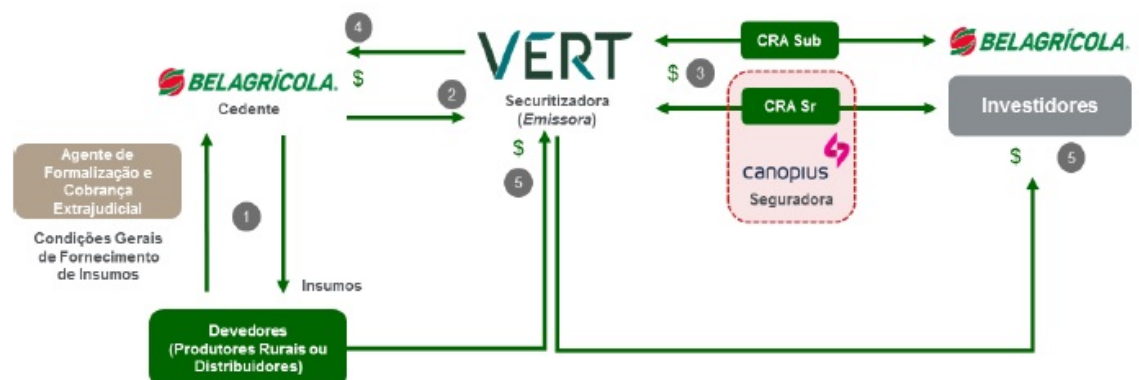 4
VERT
CRA Sub
BELAGRÍCOLA.
BELAGRÍCOLA.
$
$ 3
Cedente
2
Securitizadora
(Emissora)
CRA Sr
Investidores
Agente de
Formalização e
Cobrança
Extrajudicial
$
5
canopius
Seguradora
$ 5
1
Condições Gerais
de Fornecimento
de Insumos
Insumos
Devedores
(Produtores Rurais ou
Distribuidores)